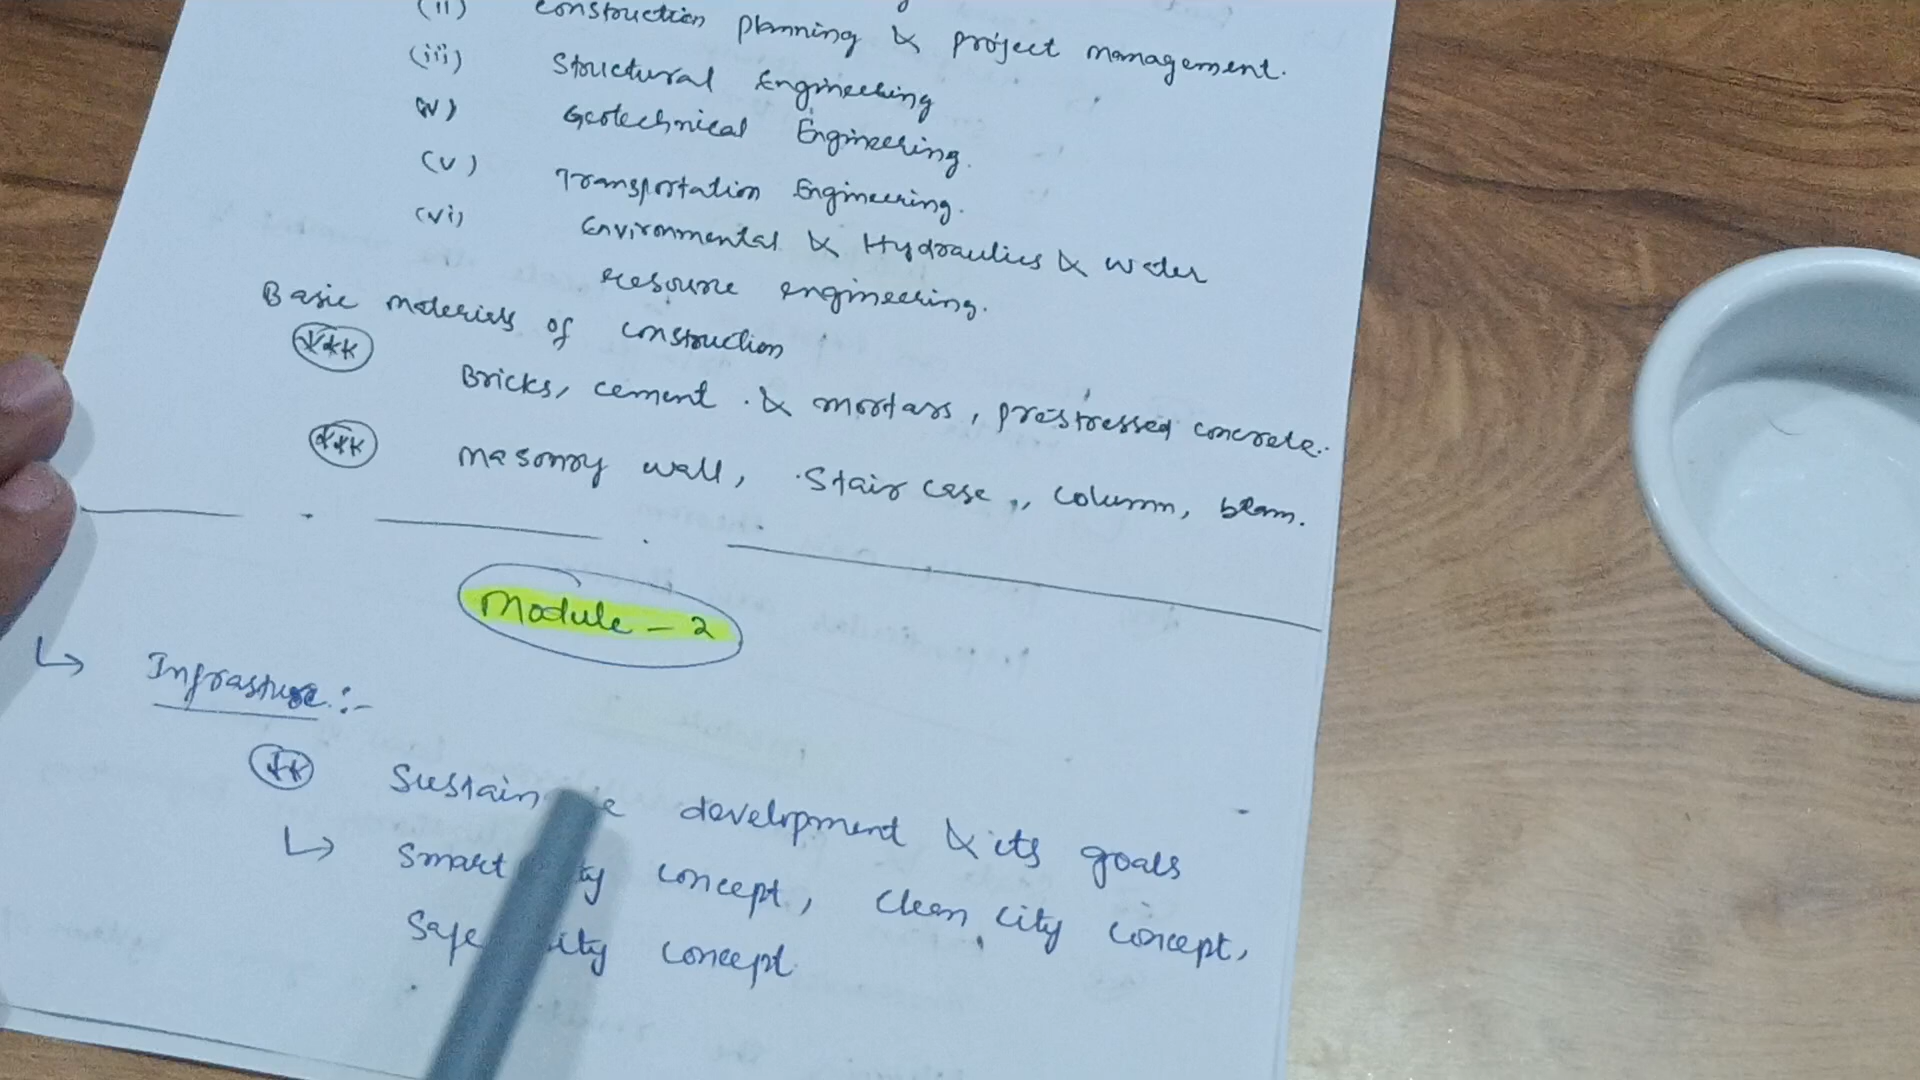 (ii) Construction planning & project management.
(iii) Structural Engineering
(iv) Geotechnical Engineering.
(v) Transportation Engineering.
(vi) Environmental & Hydraulics & water
resource engineering.
Basic materials of construction
*** Bricks, cement & mortars, prestressed concrete.
*** masonry wall, Stair case, column, beam.
Module - 2
↳ Infrasture :-
** development & its goals
↳ Smart concept, clean city concept,
Safe concept.